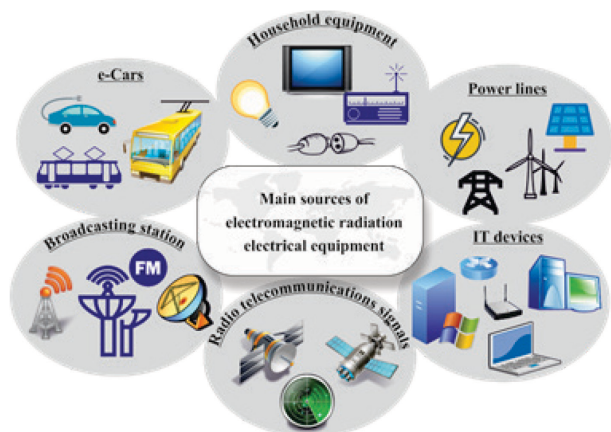 Household equipment
e-Cars
Power lines
Main sources of
electromagnetic radiation
electrical equipment
Broadcasting station
FM
IT devices
Radio telecommunications signals